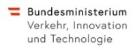 Bundesministerium
Verkehr, Innovation
und Technologie